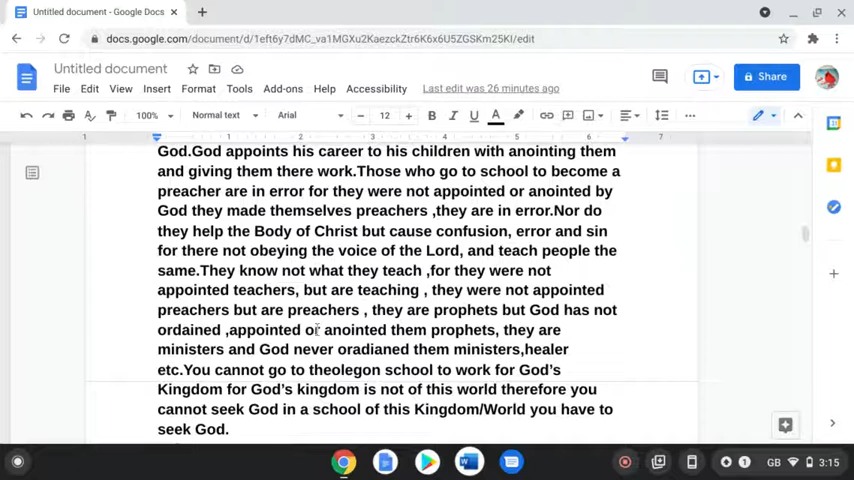 Untitled document - Google Docs
docs.google.com/document/d/1eft6y7dMC_va1MGXu2KaezckZtr6K6x6U5ZGSKm25KI/edit
Untitled document
File Edit View Insert Format Tools Add-ons Help Accessibility Last edit was 26 minutes ago
Share
100% Normal text Arial 12
1 1 2 3 4 5 6 7
God.God appoints his career to his children with anointing them
and giving them there work.Those who go to school to become a
preacher are in error for they were not appointed or anointed by
God they made themselves preachers ,they are in error.Nor do
they help the Body of Christ but cause confusion, error and sin
for there not obeying the voice of the Lord, and teach people the
same.They know not what they teach ,for they were not
appointed teachers, but are teaching , they were not appointed
preachers but are preachers , they are prophets but God has not
ordained ,appointed or anointed them prophets, they are
ministers and God never oradianed them ministers,healer
etc.You cannot go to theolegon school to work for God's
Kingdom for God's kingdom is not of this world therefore you
cannot seek God in a school of this Kingdom/World you have to
seek God.
1 GB 3:15